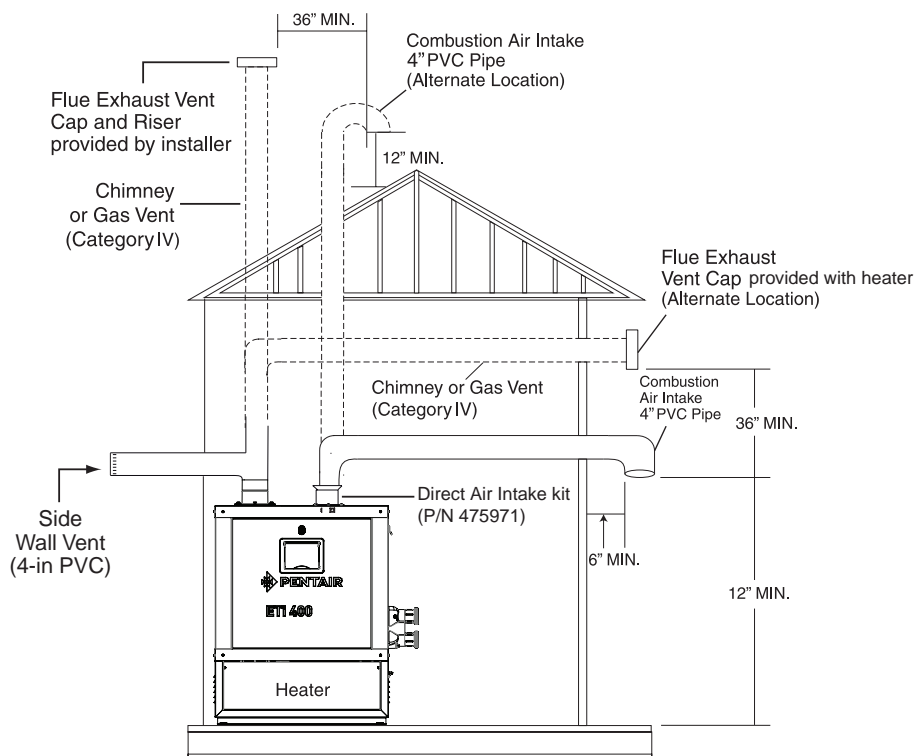 36” MIN.
Combustion Air Intake
4” PVC Pipe
(Alternate Location)
Flue Exhaust Vent
Cap and Riser
provided by installer
12” MIN.
Chimney
or Gas Vent
(Category IV)
Flue Exhaust
Vent Cap provided with heater
(Alternate Location)
Chimney or Gas Vent
(Category IV)
Combustion
Air Intake
4” PVC Pipe
36” MIN.
Direct Air Intake kit
(P/N 475971)
Side
Wall Vent
(4-in PVC)
6” MIN.
PENTAIR
ETI 400
12” MIN.
Heater